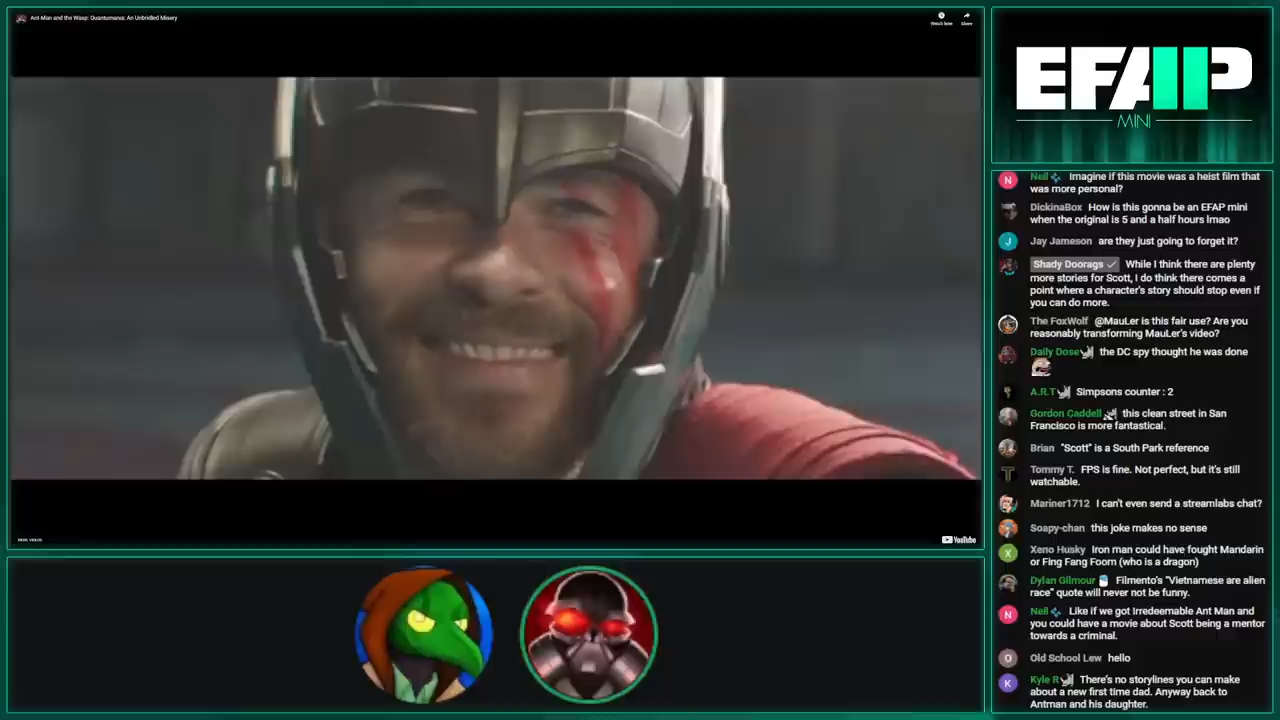 Ant-Man and the Wasp: Quantumania: An Unbridled Misery
Watch later
Share
MORE VIDEOS
YouTube
EFAP
MINI
N Neil Imagine if this movie was a heist film that
was more personal?
DickinaBox How is this gonna be an EFAP mini
when the original is 5 and a half hours lmao
J Jay Jameson are they just going to forget it?
Shady Doorags ✓ While I think there are plenty
more stories for Scott, I do think there comes a
point where a character's story should stop even if
you can do more.
The FoxWolf @MauLer is this fair use? Are you
reasonably transforming MauLer's video?
Daily Dose the DC spy thought he was done
A.R.T Simpsons counter : 2
Gordon Caddell this clean street in San
Francisco is more fantastical.
Brian "Scott" is a South Park reference
T Tommy T. FPS is fine. Not perfect, but it's still
watchable.
Mariner1712 I can't even send a streamlabs chat?
Soapy-chan this joke makes no sense
X Xeno Husky Iron man could have fought Mandarin
or Fing Fang Foom (who is a dragon)
Dylan Gilmour Filmento's "Vietnamese are alien
race" quote will never not be funny.
N Neil Like if we got Irredeemable Ant Man and
you could have a movie about Scott being a mentor
towards a criminal.
O Old School Lew hello
K Kyle R There's no storylines you can make
about a new first time dad. Anyway back to
Antman and his daughter.